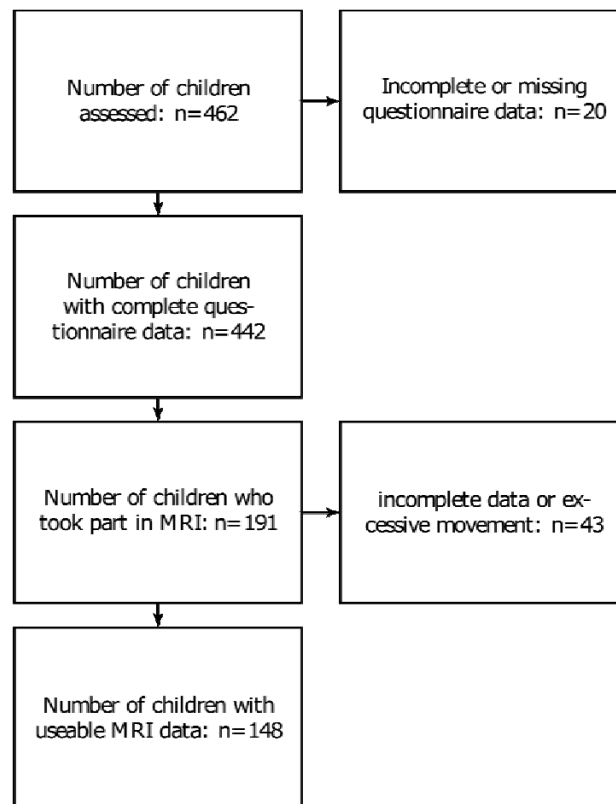 Number of children
assessed: n=462
Incomplete or missing
questionnaire data: n=20
Number of children
with complete ques-
tionnaire data: n=442
Number of children who
took part in MRI: n=191
incomplete data or ex-
cessive movement: n=43
Number of children with
useable MRI data: n=148